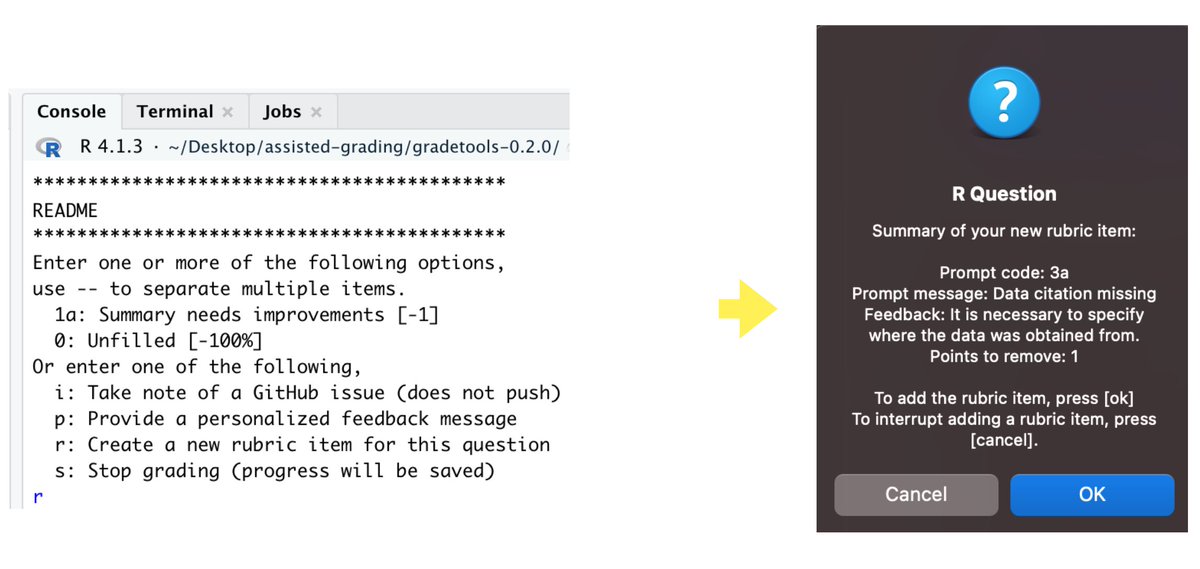 Console Terminal × Jobs ×
R R 4.1.3 · ~/Desktop/assisted-grading/gradetools-0.2.0/
*******************************************
README
*******************************************
Enter one or more of the following options,
use -- to separate multiple items.
1a: Summary needs improvements [-1]
0: Unfilled [-100%]
Or enter one of the following,
i: Take note of a GitHub issue (does not push)
p: Provide a personalized feedback message
r: Create a new rubric item for this question
s: Stop grading (progress will be saved)
r
?
R Question
Summary of your new rubric item:
Prompt code: 3a
Prompt message: Data citation missing
Feedback: It is necessary to specify
where the data was obtained from.
Points to remove: 1
To add the rubric item, press [ok]
To interrupt adding a rubric item, press
[cancel].
Cancel OK